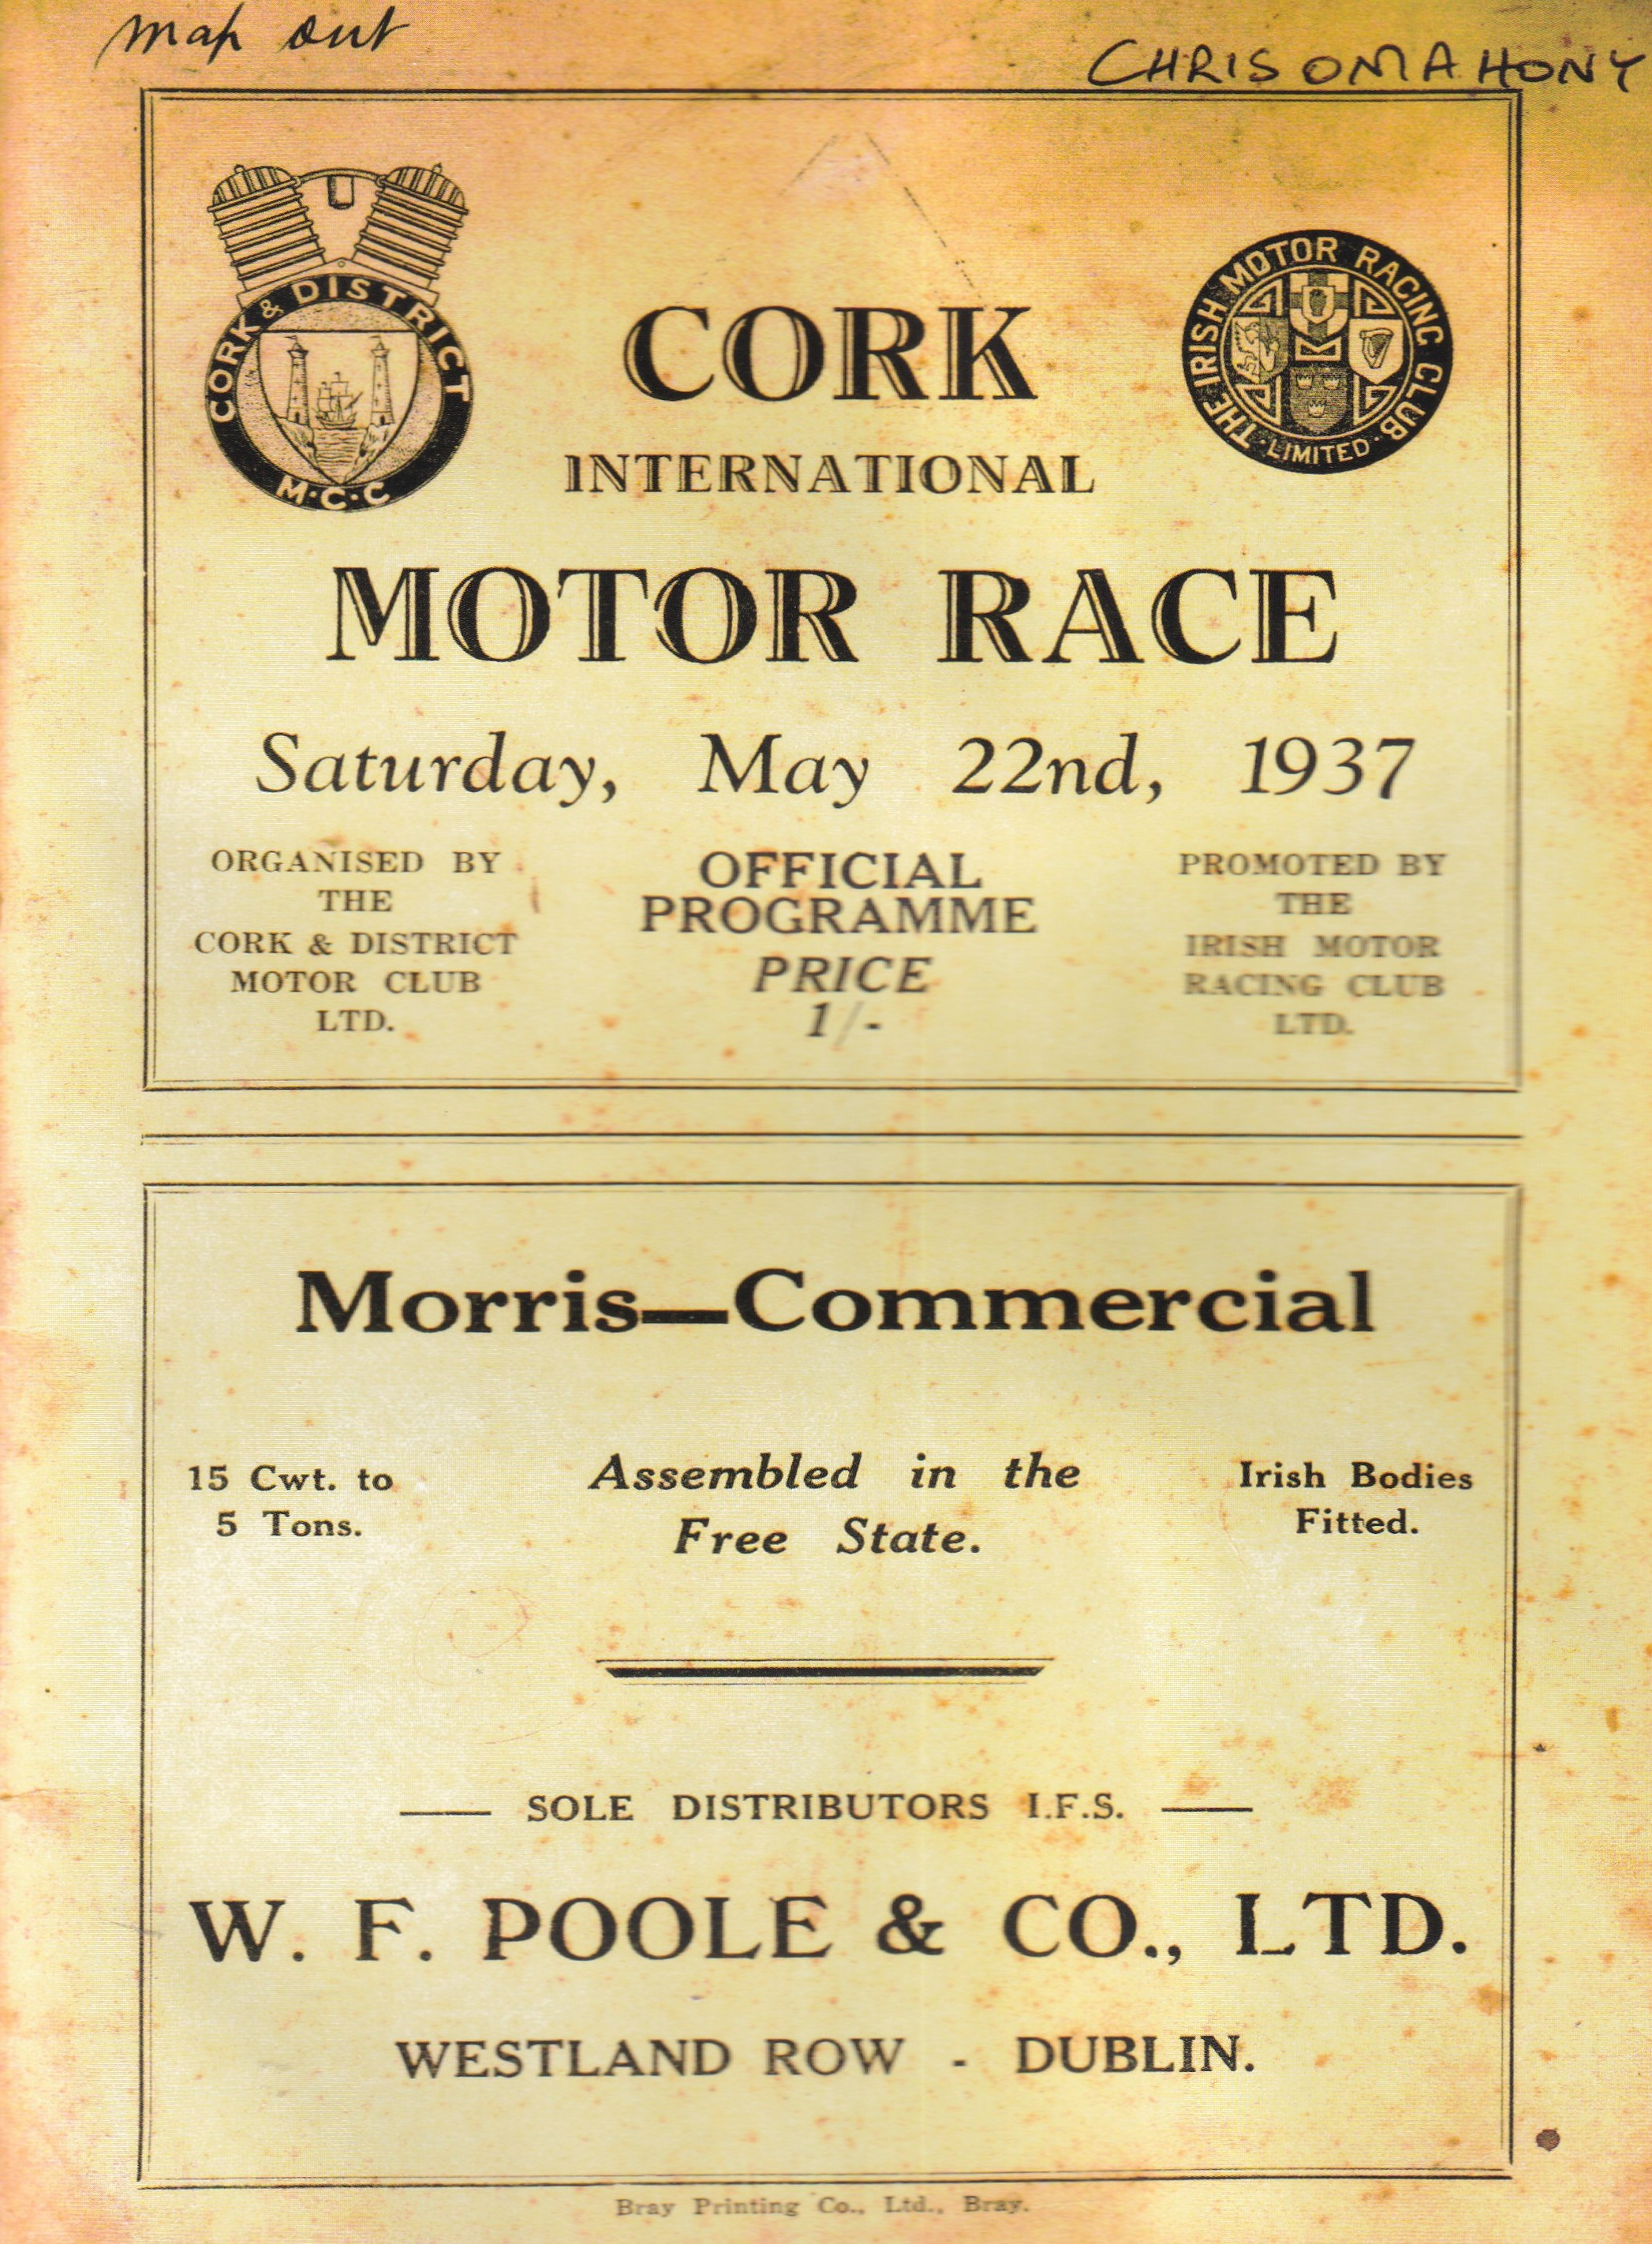 map out
CHRIS OMAHONY
CORK & DISTRICT
M·C·C
THE IRISH MOTOR RACING CLUB
·LIMITED·
CORK
INTERNATIONAL
MOTOR RACE
Saturday, May 22nd, 1937
ORGANISED BY
THE
CORK & DISTRICT
MOTOR CLUB
LTD.
OFFICIAL
PROGRAMME
PRICE
1/-
PROMOTED BY
THE
IRISH MOTOR
RACING CLUB
LTD.
Morris—Commercial
15 Cwt. to
5 Tons.
Assembled in the
Free State.
Irish Bodies
Fitted.
— SOLE DISTRIBUTORS I.F.S. —
W. F. POOLE & CO., LTD.
WESTLAND ROW - DUBLIN.
Bray Printing Co., Ltd., Bray.